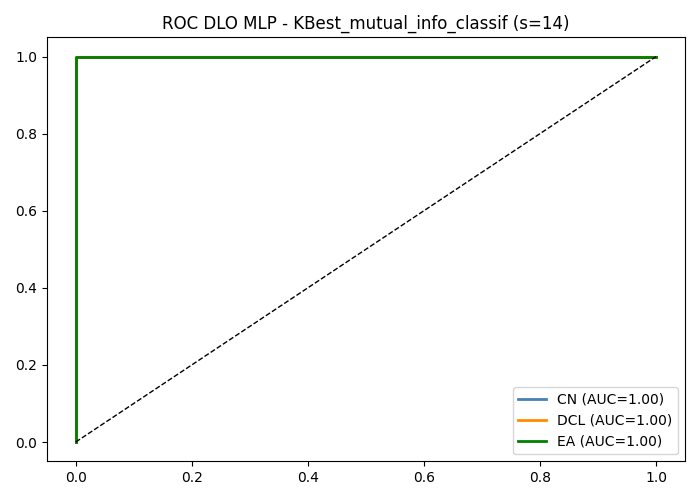 ROC DLO MLP - KBest_mutual_info_classif (s=14)
1.0
0.8
0.6
0.4
0.2
0.0
0.0 0.2 0.4 0.6 0.8 1.0
CN (AUC=1.00)
DCL (AUC=1.00)
EA (AUC=1.00)